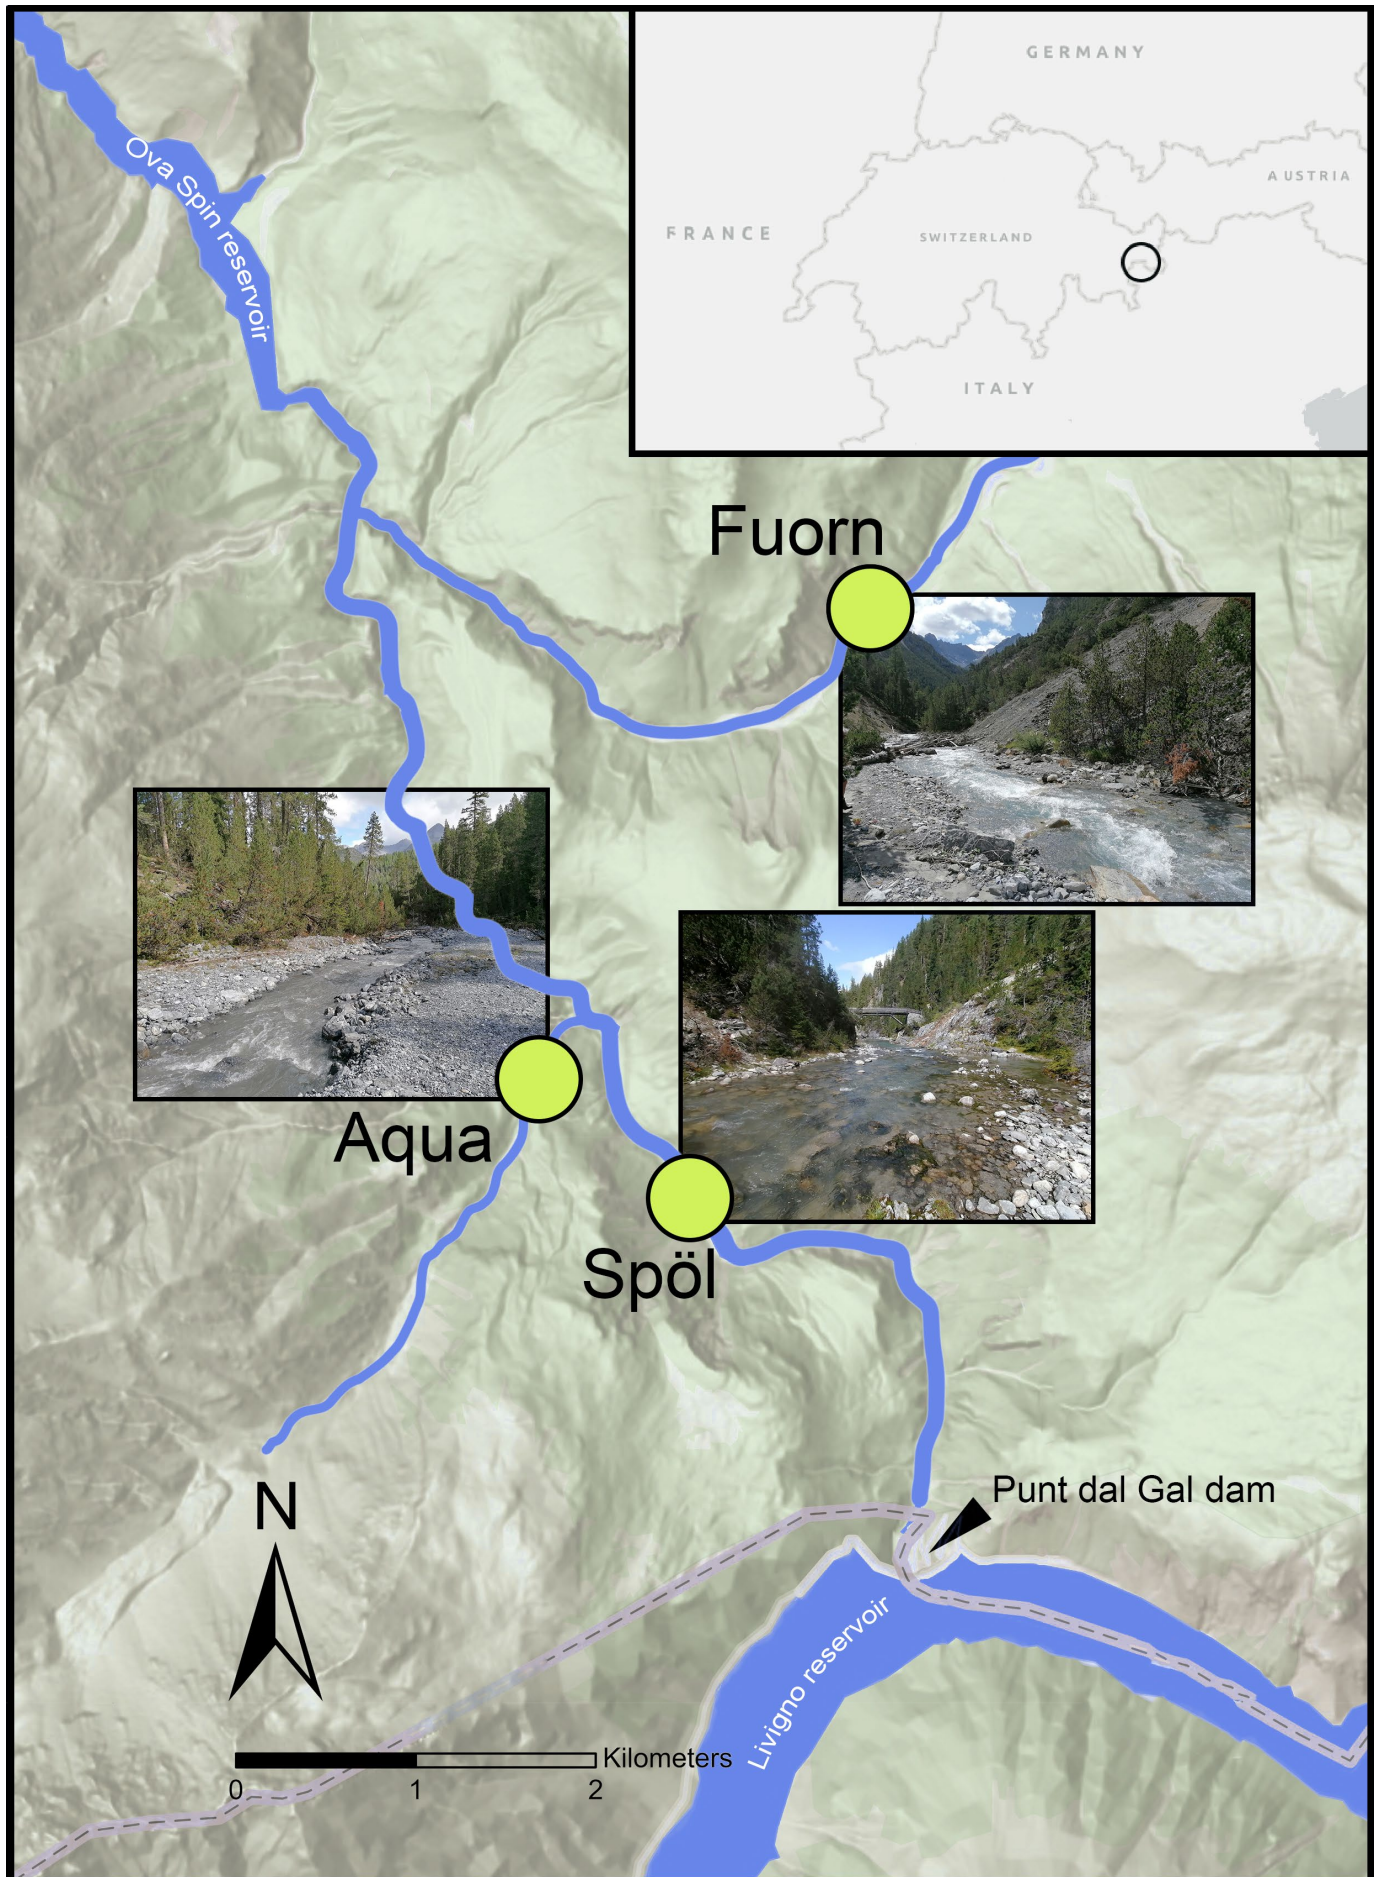 GERMANY
AUSTRIA
FRANCE
SWITZERLAND
ITALY
Ova Spin reservoir
Fuorn
Aqua
Spöl
Punt dal Gal dam
N
Livigno reservoir
Kilometers
0 1 2